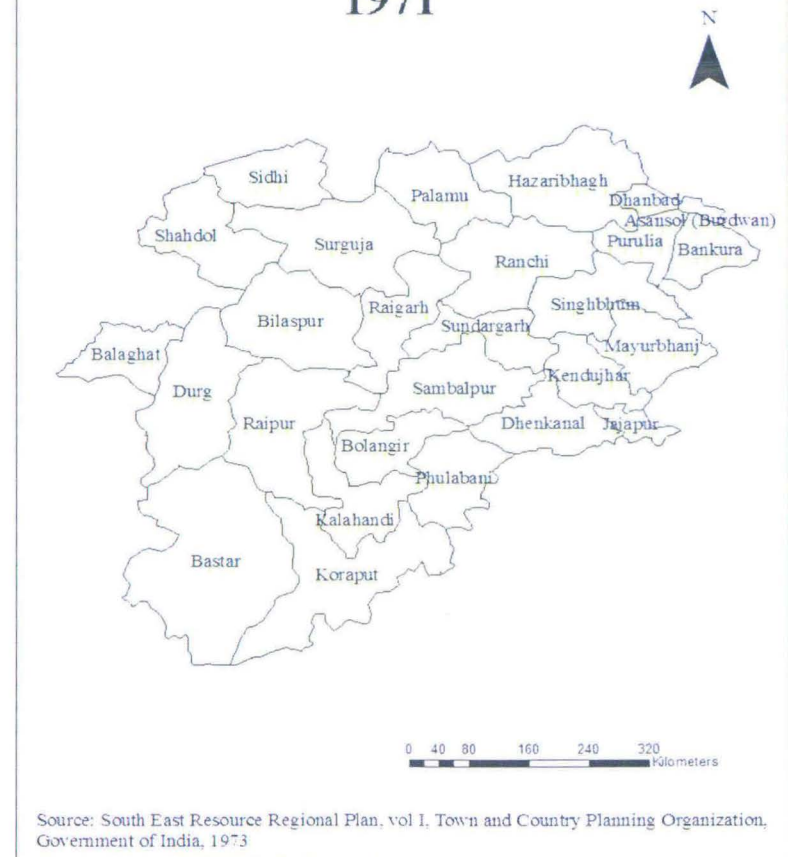 1971
N
Sidhi
Palamu
Hazaribhagh
Dhanbad
Asansol (Burdwan)
Shahdol
Surguja
Ranchi
Purulia
Bankura
Bilaspur
Raigarh
Singhbhum
Sundargarh
Mayurbhanj
Balaghat
Durg
Sambalpur
Kendujhar
Raipur
Bolangir
Dhenkanal
Jajapur
Phulabani
Kalahandi
Bastar
Koraput
0 40 80 160 240 320
Kilometers
Source: South East Resource Regional Plan, vol I, Town and Country Planning Organization,
Government of India, 1973